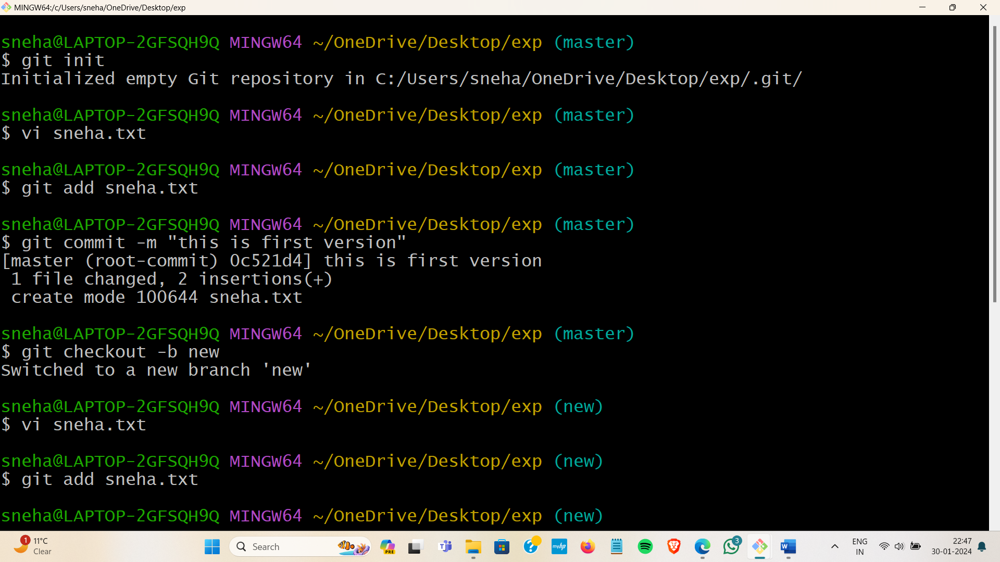 MINGW64:/c/Users/sneha/OneDrive/Desktop/exp
sneha@LAPTOP-2GFSQH9Q MINGW64 ~/OneDrive/Desktop/exp (master)
$ git init
Initialized empty Git repository in C:/Users/sneha/OneDrive/Desktop/exp/.git/
sneha@LAPTOP-2GFSQH9Q MINGW64 ~/OneDrive/Desktop/exp (master)
$ vi sneha.txt
sneha@LAPTOP-2GFSQH9Q MINGW64 ~/OneDrive/Desktop/exp (master)
$ git add sneha.txt
sneha@LAPTOP-2GFSQH9Q MINGW64 ~/OneDrive/Desktop/exp (master)
$ git commit -m "this is first version"
[master (root-commit) 0c521d4] this is first version
 1 file changed, 2 insertions(+)
 create mode 100644 sneha.txt
sneha@LAPTOP-2GFSQH9Q MINGW64 ~/OneDrive/Desktop/exp (master)
$ git checkout -b new
Switched to a new branch 'new'
sneha@LAPTOP-2GFSQH9Q MINGW64 ~/OneDrive/Desktop/exp (new)
$ vi sneha.txt
sneha@LAPTOP-2GFSQH9Q MINGW64 ~/OneDrive/Desktop/exp (new)
$ git add sneha.txt
sneha@LAPTOP-2GFSQH9Q MINGW64 ~/OneDrive/Desktop/exp (new)
1
11°C
Clear
Search
PRE
myhp
3
W
ENG
IN
22:47
30-01-2024